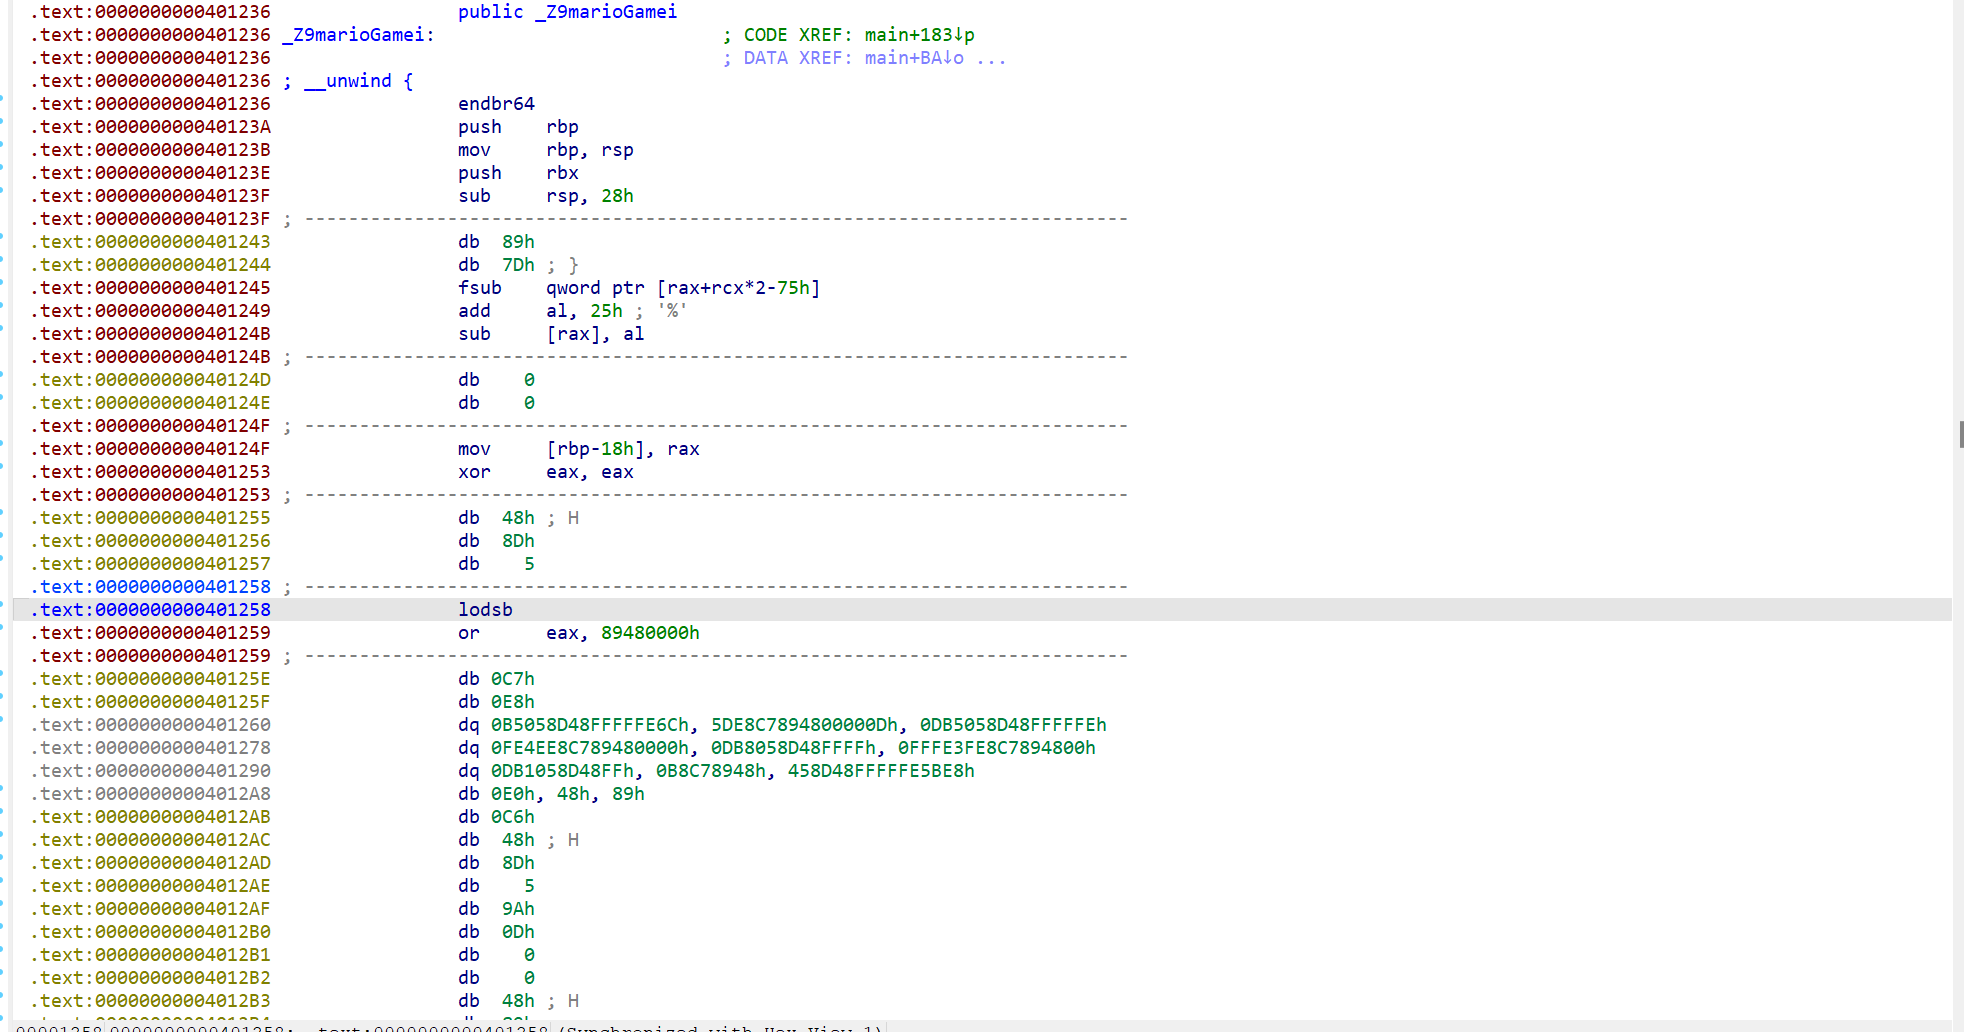 .text:0000000000401236                 public _Z9marioGamei
.text:0000000000401236 _Z9marioGamei:                          ; CODE XREF: main+183↓p
.text:0000000000401236                                         ; DATA XREF: main+BA↓o ...
.text:0000000000401236 ; __unwind {
.text:0000000000401236                 endbr64
.text:000000000040123A                 push    rbp
.text:000000000040123B                 mov     rbp, rsp
.text:000000000040123E                 push    rbx
.text:000000000040123F                 sub     rsp, 28h
.text:000000000040123F ; ---------------------------------------------------------------------------
.text:0000000000401243                 db  89h
.text:0000000000401244                 db  7Dh ; }
.text:0000000000401245                 fsub    qword ptr [rax+rcx*2-75h]
.text:0000000000401249                 add     al, 25h ; '%'
.text:000000000040124B                 sub     [rax], al
.text:000000000040124B ; ---------------------------------------------------------------------------
.text:000000000040124D                 db    0
.text:000000000040124E                 db    0
.text:000000000040124F ; ---------------------------------------------------------------------------
.text:000000000040124F                 mov     [rbp-18h], rax
.text:0000000000401253                 xor     eax, eax
.text:0000000000401253 ; ---------------------------------------------------------------------------
.text:0000000000401255                 db  48h ; H
.text:0000000000401256                 db  8Dh
.text:0000000000401257                 db    5
.text:0000000000401258 ; ---------------------------------------------------------------------------
.text:0000000000401258                 lodsb
.text:0000000000401259                 or      eax, 89480000h
.text:0000000000401259 ; ---------------------------------------------------------------------------
.text:000000000040125E                 db 0C7h
.text:000000000040125F                 db 0E8h
.text:0000000000401260                 dq 0B5058D48FFFFFE6Ch, 5DE8C7894800000Dh, 0DB5058D48FFFFFEh
.text:0000000000401278                 dq 0FE4EE8C789480000h, 0DB8058D48FFFFh, 0FFFE3FE8C7894800h
.text:0000000000401290                 dq 0DB1058D48FFh, 0B8C78948h, 458D48FFFFFE5BE8h
.text:00000000004012A8                 db 0E0h, 48h, 89h
.text:00000000004012AB                 db 0C6h
.text:00000000004012AC                 db  48h ; H
.text:00000000004012AD                 db  8Dh
.text:00000000004012AE                 db    5
.text:00000000004012AF                 db  9Ah
.text:00000000004012B0                 db  0Dh
.text:00000000004012B1                 db    0
.text:00000000004012B2                 db    0
.text:00000000004012B3                 db  48h ; H